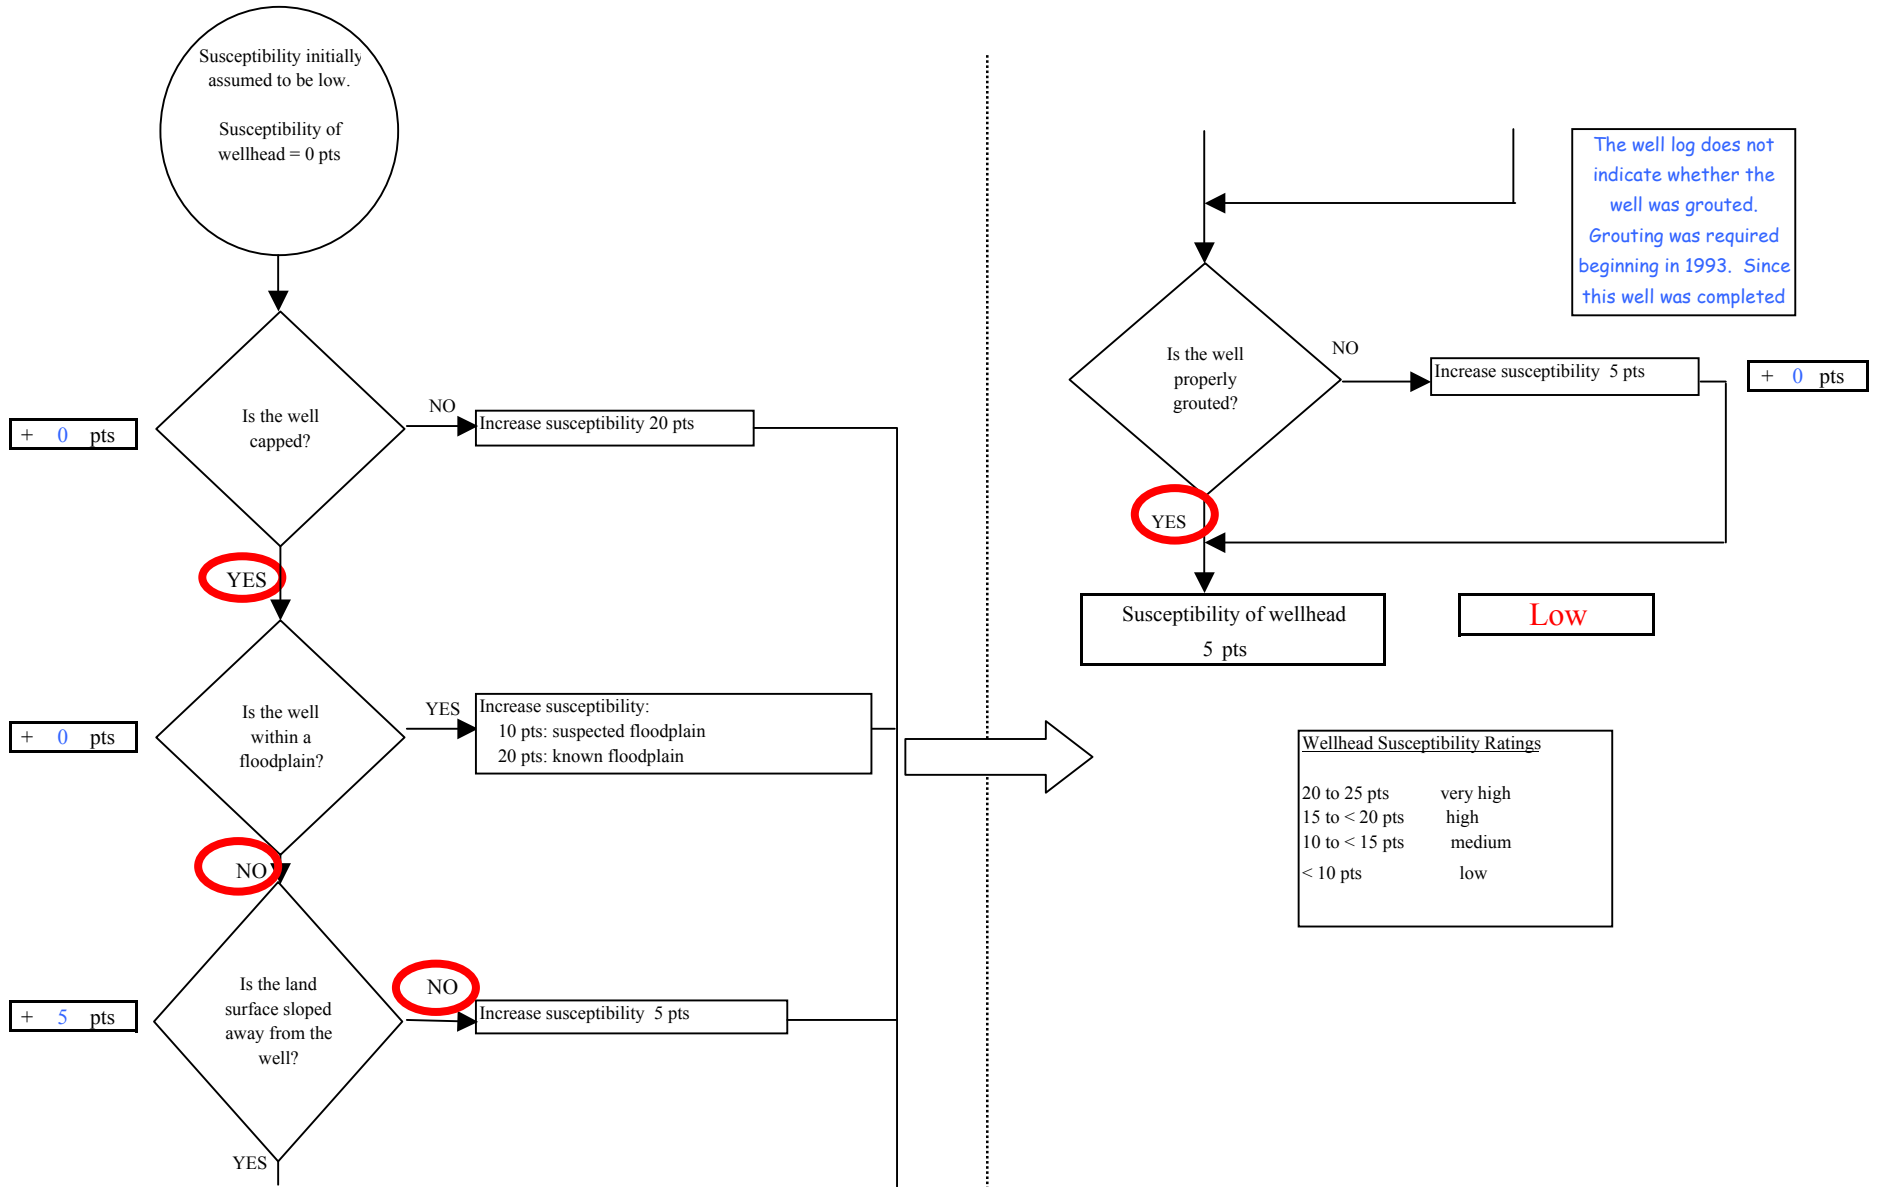 Susceptibility initially
assumed to be low.
Susceptibility of
wellhead = 0 pts
Is the well
capped?
NO
Increase susceptibility 20 pts
+ 0 pts
YES
Is the well
within a
floodplain?
YES
Increase susceptibility:
10 pts: suspected floodplain
20 pts: known floodplain
+ 0 pts
NO
Is the land
surface sloped
away from the
well?
NO
Increase susceptibility 5 pts
+ 5 pts
YES
The well log does not
indicate whether the
well was grouted.
Grouting was required
beginning in 1993. Since
this well was completed
Is the well
properly
grouted?
NO
Increase susceptibility 5 pts
+ 0 pts
YES
Susceptibility of wellhead
5 pts
Low
Wellhead Susceptibility Ratings
20 to 25 pts very high
15 to < 20 pts high
10 to < 15 pts medium
< 10 pts low